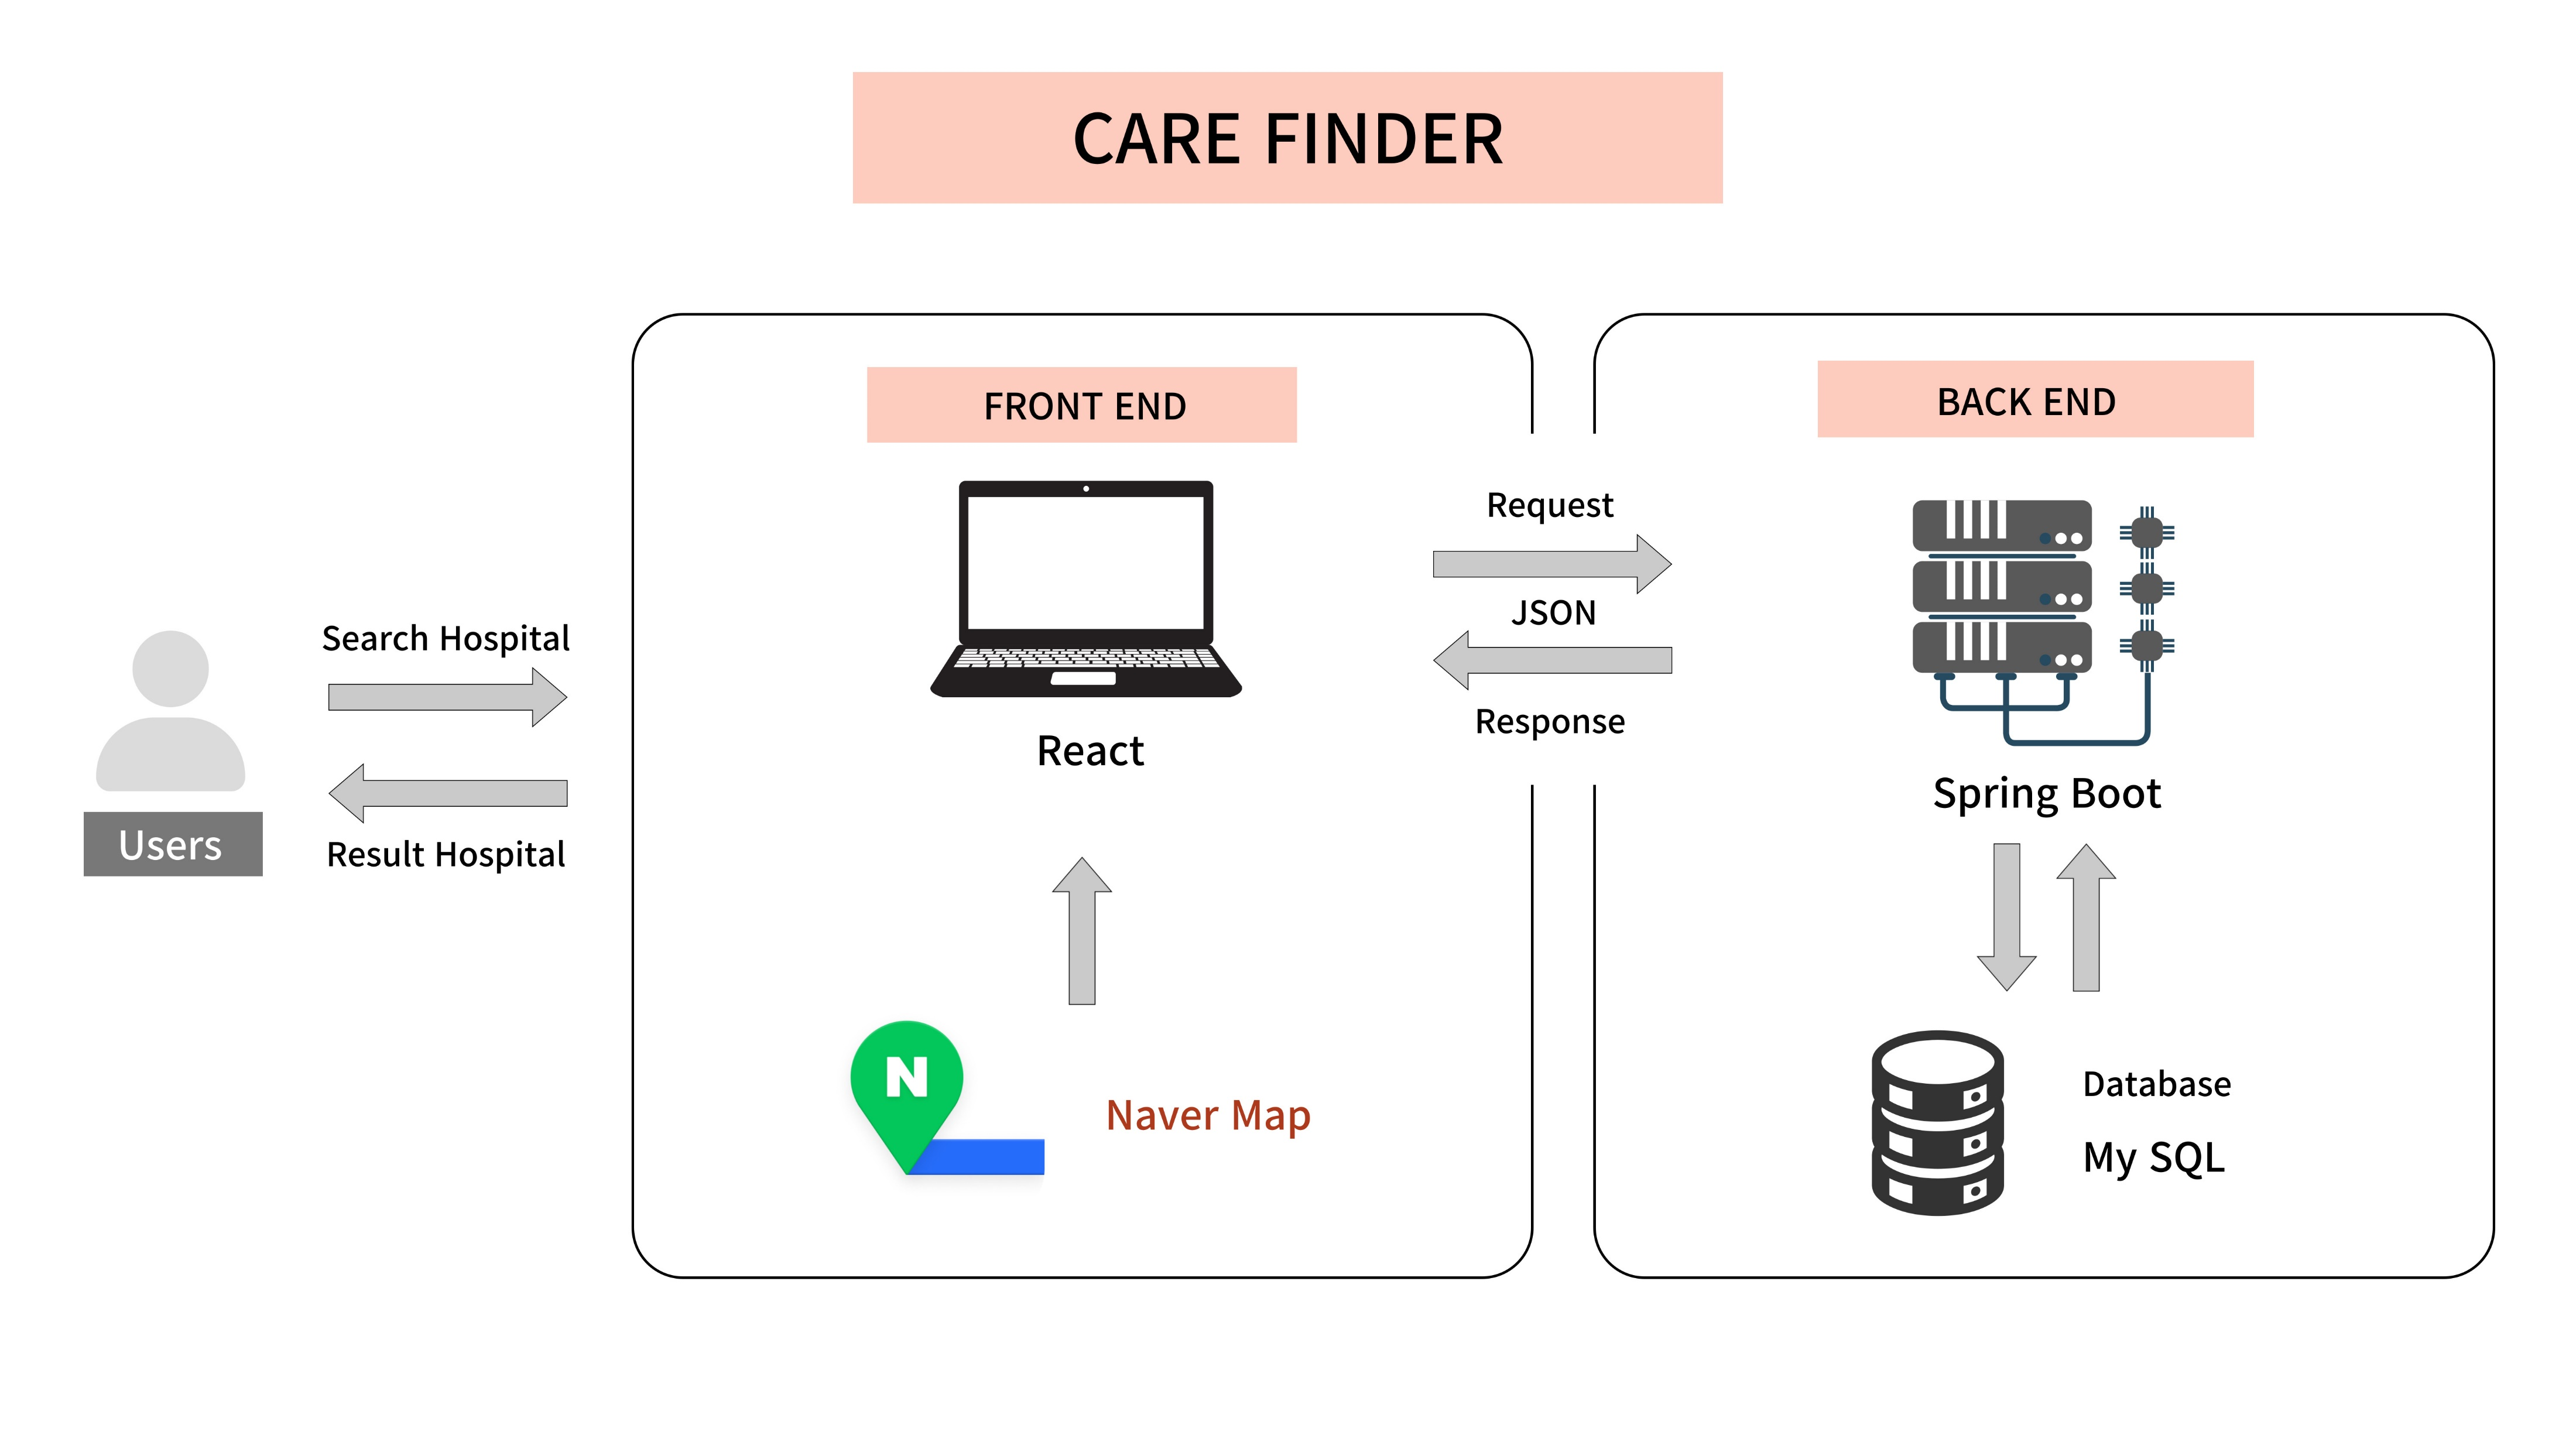 CARE FINDER
FRONT END
BACK END
Request
JSON
Response
Search Hospital
Result Hospital
Users
React
Spring Boot
N
Naver Map
Database
My SQL